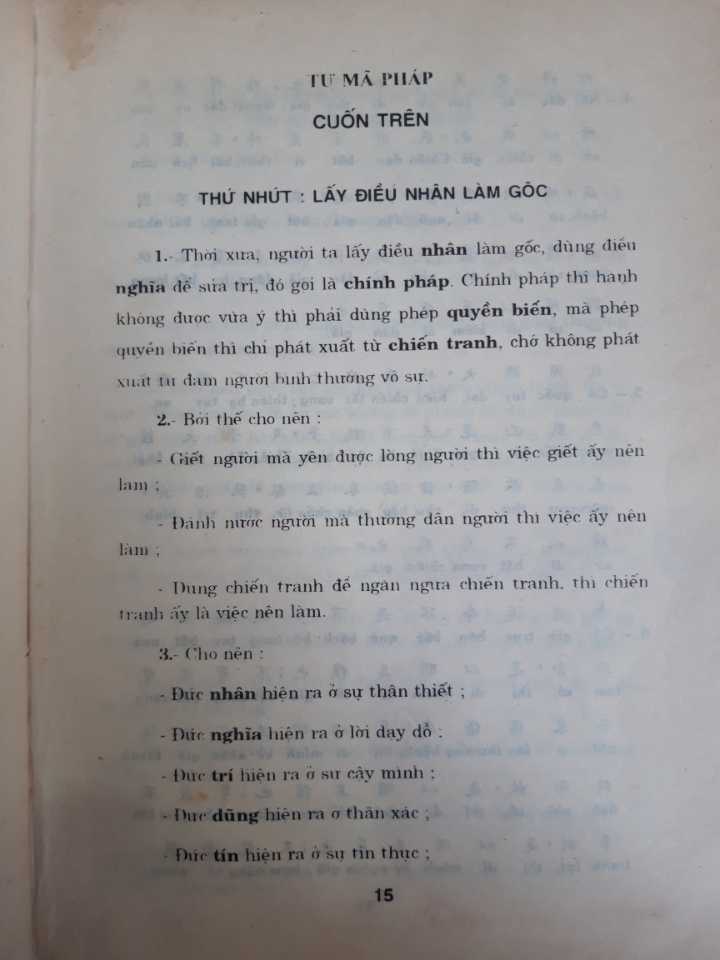 TƯ MÃ PHÁP
CUỐN TRÊN
THỨ NHỨT : LẤY ĐIỀU NHÂN LÀM GỐC
1.- Thời xưa, người ta lấy điều nhân làm gốc, dùng điều
nghĩa để sửa trị, đó gọi là chính pháp. Chính pháp thi hành
không được vừa ý thì phải dùng phép quyền biến, mà phép
quyền biến thì chỉ phát xuất từ chiến tranh, chớ không phát
xuất từ đám người bình thường vô sự.
2.- Bởi thế cho nên :
- Giết người mà yên được lòng người thì việc giết ấy nên
làm ;
- Đánh nước người mà thương dân người thì việc ấy nên
làm ;
- Dùng chiến tranh để ngăn ngừa chiến tranh, thì chiến
tranh ấy là việc nên làm.
3.- Cho nên :
- Đức nhân hiện ra ở sự thân thiết ;
- Đức nghĩa hiện ra ở lời dạy dỗ ;
- Đức trí hiện ra ở sự cậy mình ;
- Đức dũng hiện ra ở thân xác ;
- Đức tín hiện ra ở sự tin thực ;
15